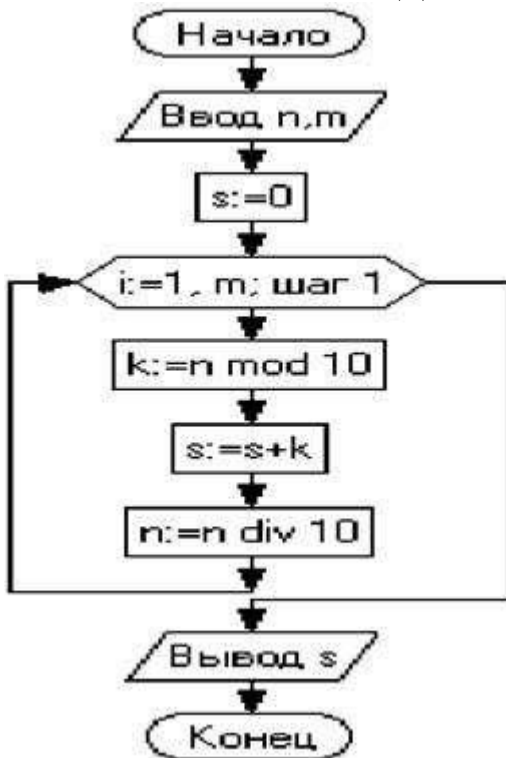 Начало
Ввод n,m
s:=0
i:=1, m; шаг 1
k:=n mod 10
s:=s+k
n:=n div 10
Вывод s
Конец